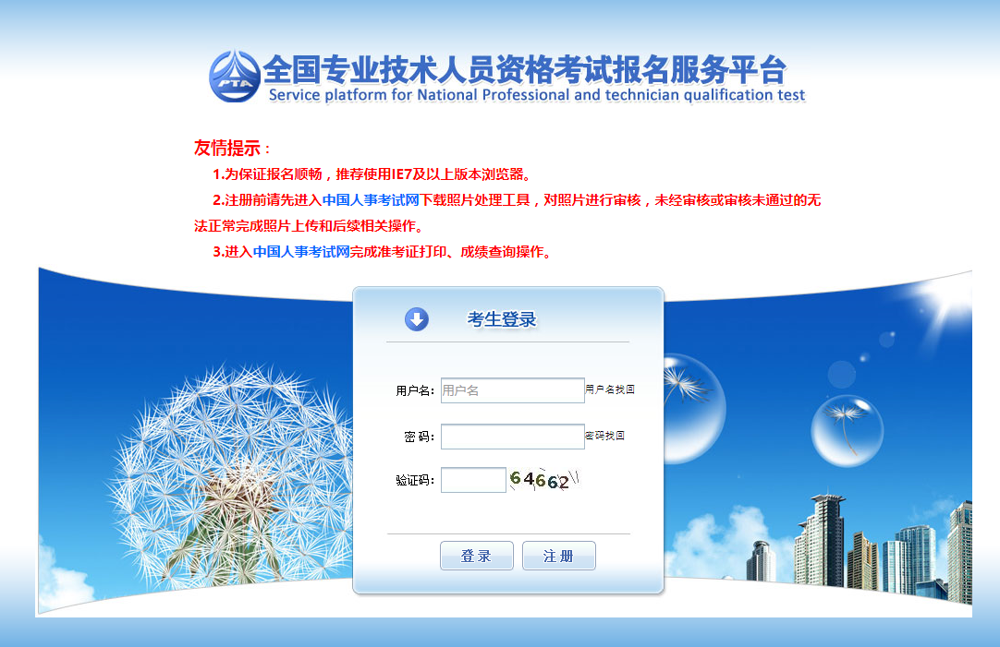 全国专业技术人员资格考试报名服务平台
PTA
Service platform for National Professional and technician qualification test
友情提示：
1.为保证报名顺畅，推荐使用IE7及以上版本浏览器。
2.注册前请先进入中国人事考试网下载照片处理工具，对照片进行审核，未经审核或审核未通过的无
法正常完成照片上传和后续相关操作。
3.进入中国人事考试网完成准考证打印、成绩查询操作。
考生登录
用户名： 用户名 用户名找回
密 码： 密码找回
验证码： 64662
登 录 注 册